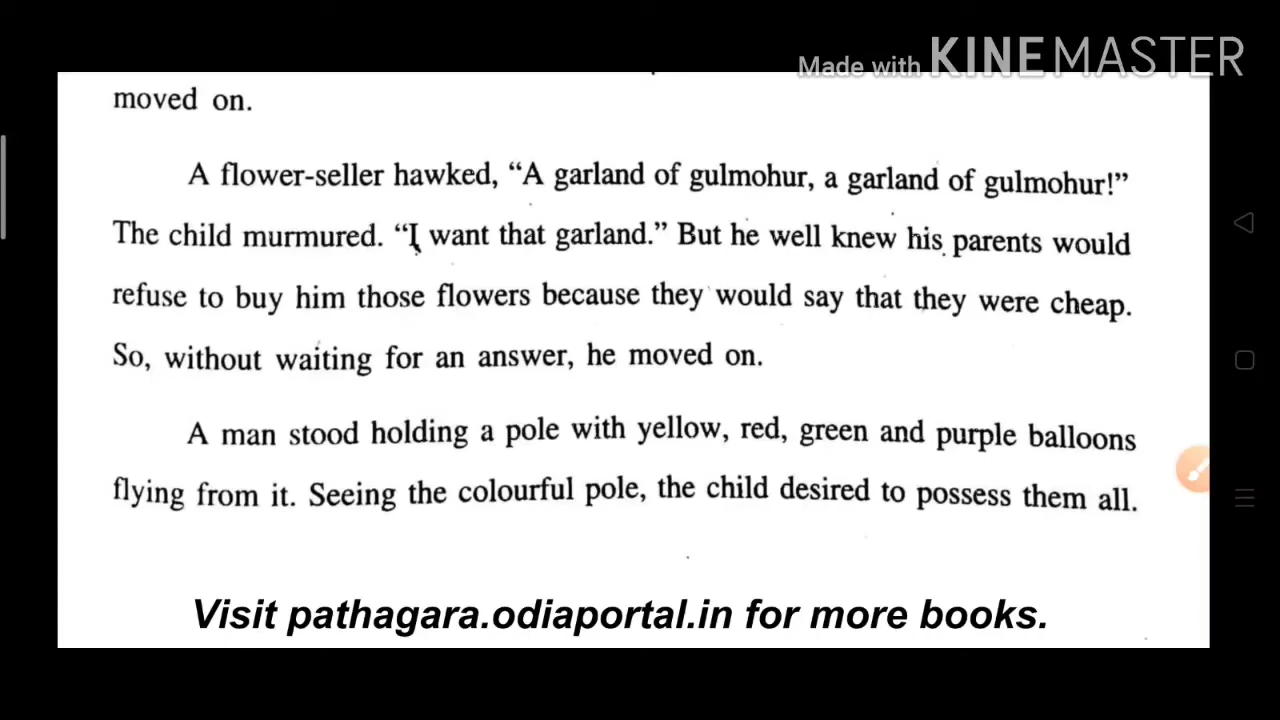 Made with KINEMASTER
moved on.
A flower-seller hawked, “A garland of gulmohur, a garland of gulmohur!”
The child murmured. “I want that garland.” But he well knew his parents would
refuse to buy him those flowers because they would say that they were cheap.
So, without waiting for an answer, he moved on.
A man stood holding a pole with yellow, red, green and purple balloons
flying from it. Seeing the colourful pole, the child desired to possess them all.
Visit pathagara.odiaportal.in for more books.